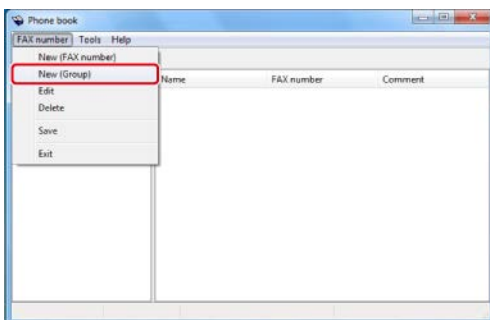 Phone book
FAX number Tools Help
New (FAX number)
New (Group)
Edit
Delete
Save
Exit
Name FAX number Comment